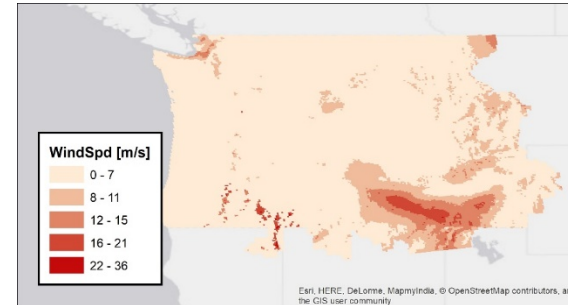 WindSpd [m/s]
0 - 7
8 - 11
12 - 15
16 - 21
22 - 36
Esri, HERE, DeLorme, MapmyIndia, © OpenStreetMap contributors, a
the GIS user community